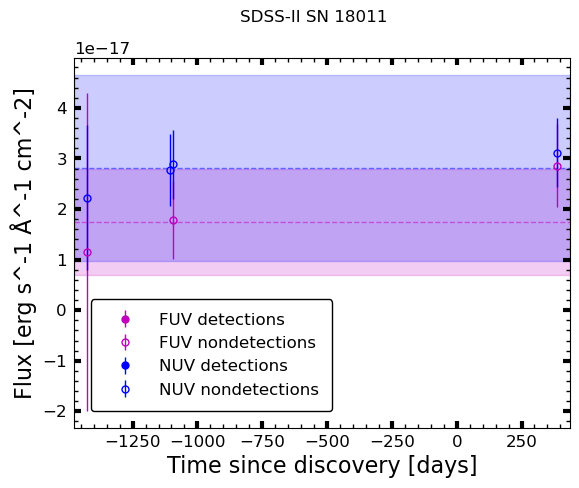 SDSS-II SN 18011
1e−17
Flux [erg s^-1 Å^-1 cm^-2]
4
3
2
1
0
−1
−2
FUV detections
FUV nondetections
NUV detections
NUV nondetections
−1250 −1000 −750 −500 −250 0 250
Time since discovery [days]